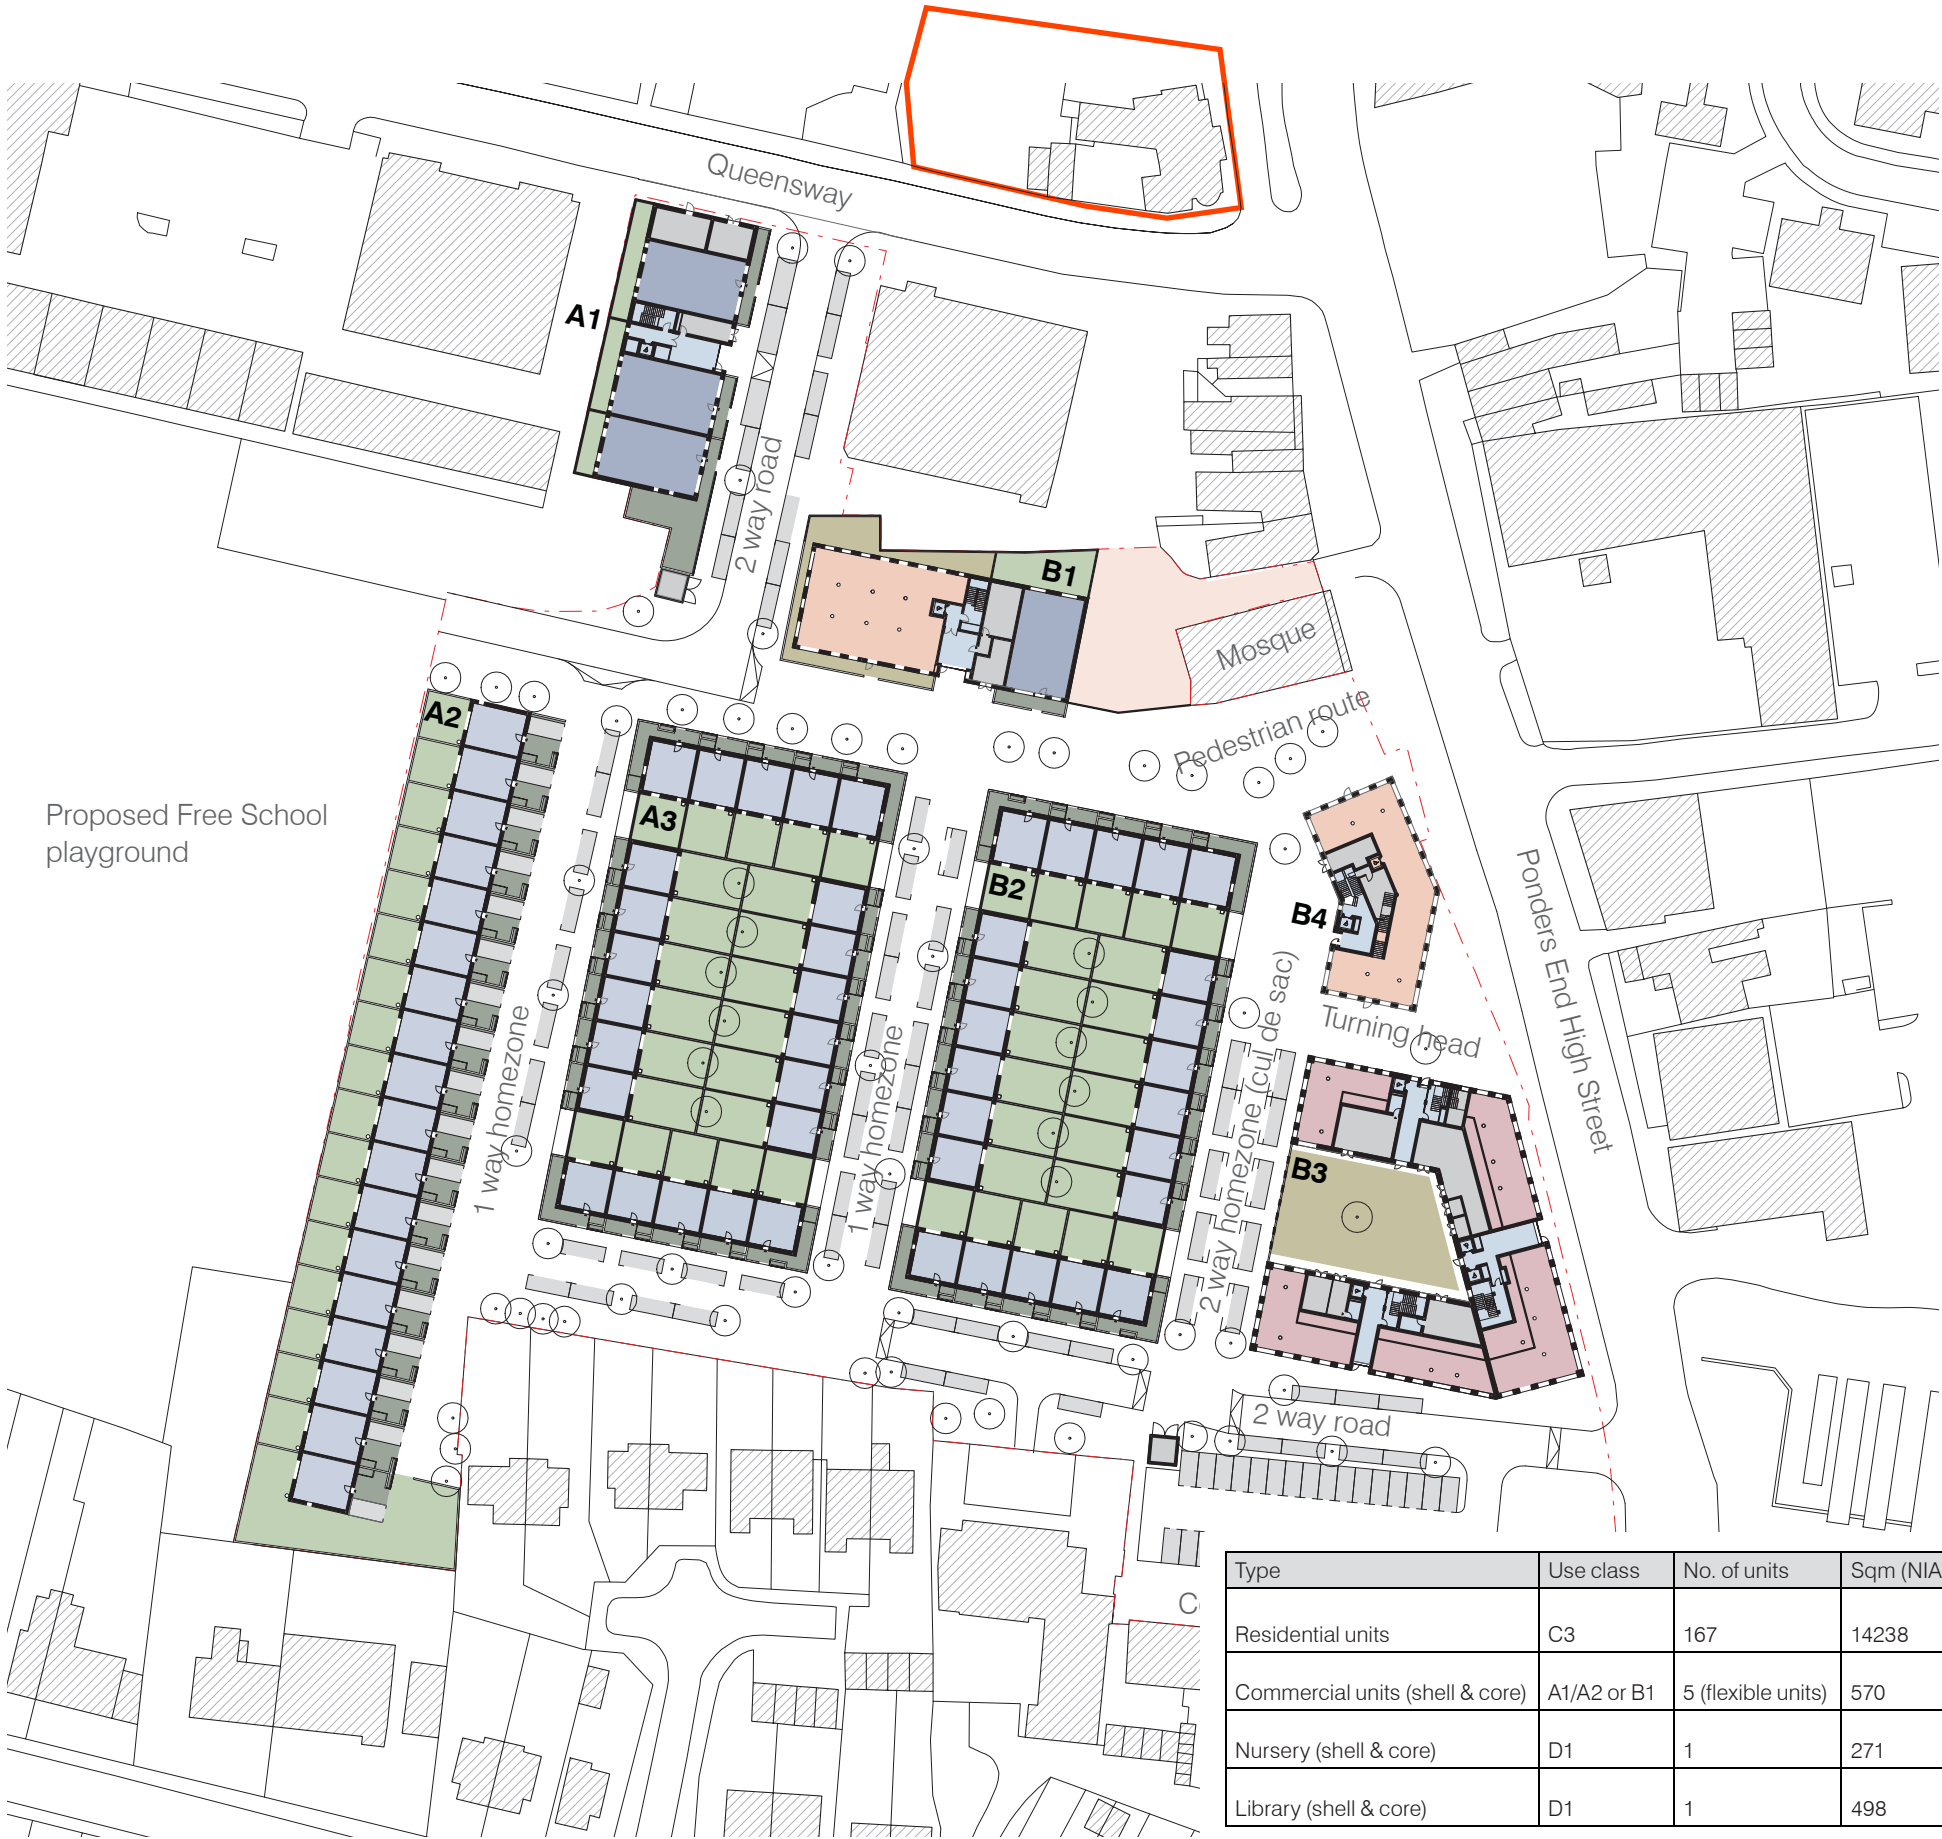 Queensway
A1
2 way road
B1
Mosque
Pedestrian route
A2
A3
Proposed Free School
playground
B2
B4
Ponders End High Street
Turning head
1 way homezone
1 way homezone
2 way homezone (cul de sac)
B3
2 way road
Type Use class No. of units Sqm (NIA
Residential units C3 167 14238
Commercial units (shell & core) A1/A2 or B1 5 (flexible units) 570
Nursery (shell & core) D1 1 271
Library (shell & core) D1 1 498